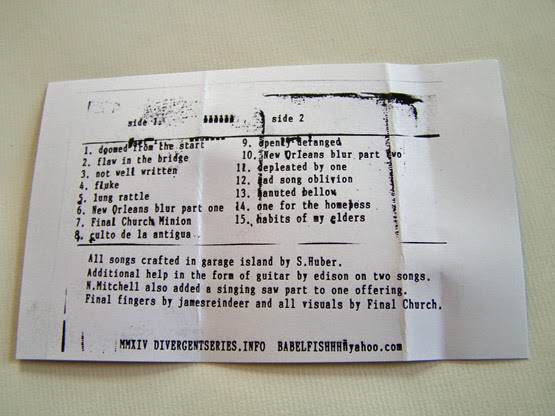 side 1.
1. doomed from the start
2. flaw in the bridge
3. not well written
4. fluke
5. lung rattle
6. New Orleans blur part one
7. Final Church Minion
8. culto de la antigua
side 2
9. openly defanged
10. New Orleans blur part two
11. depleated by one
12. sad song oblivion
13. hanuted bellow
14. one for the homebass
15. habits of my elders
All songs crafted in garage island by S.Huber.
Additional help in the form of guitar by edison on two songs.
N.Mitchell also added a singing saw part to one offering.
Final fingers by jamesreindeer and all visuals by Final Church.
MMXIV DIVERGENTSERIES.INFO BABELFISHHH@yahoo.com